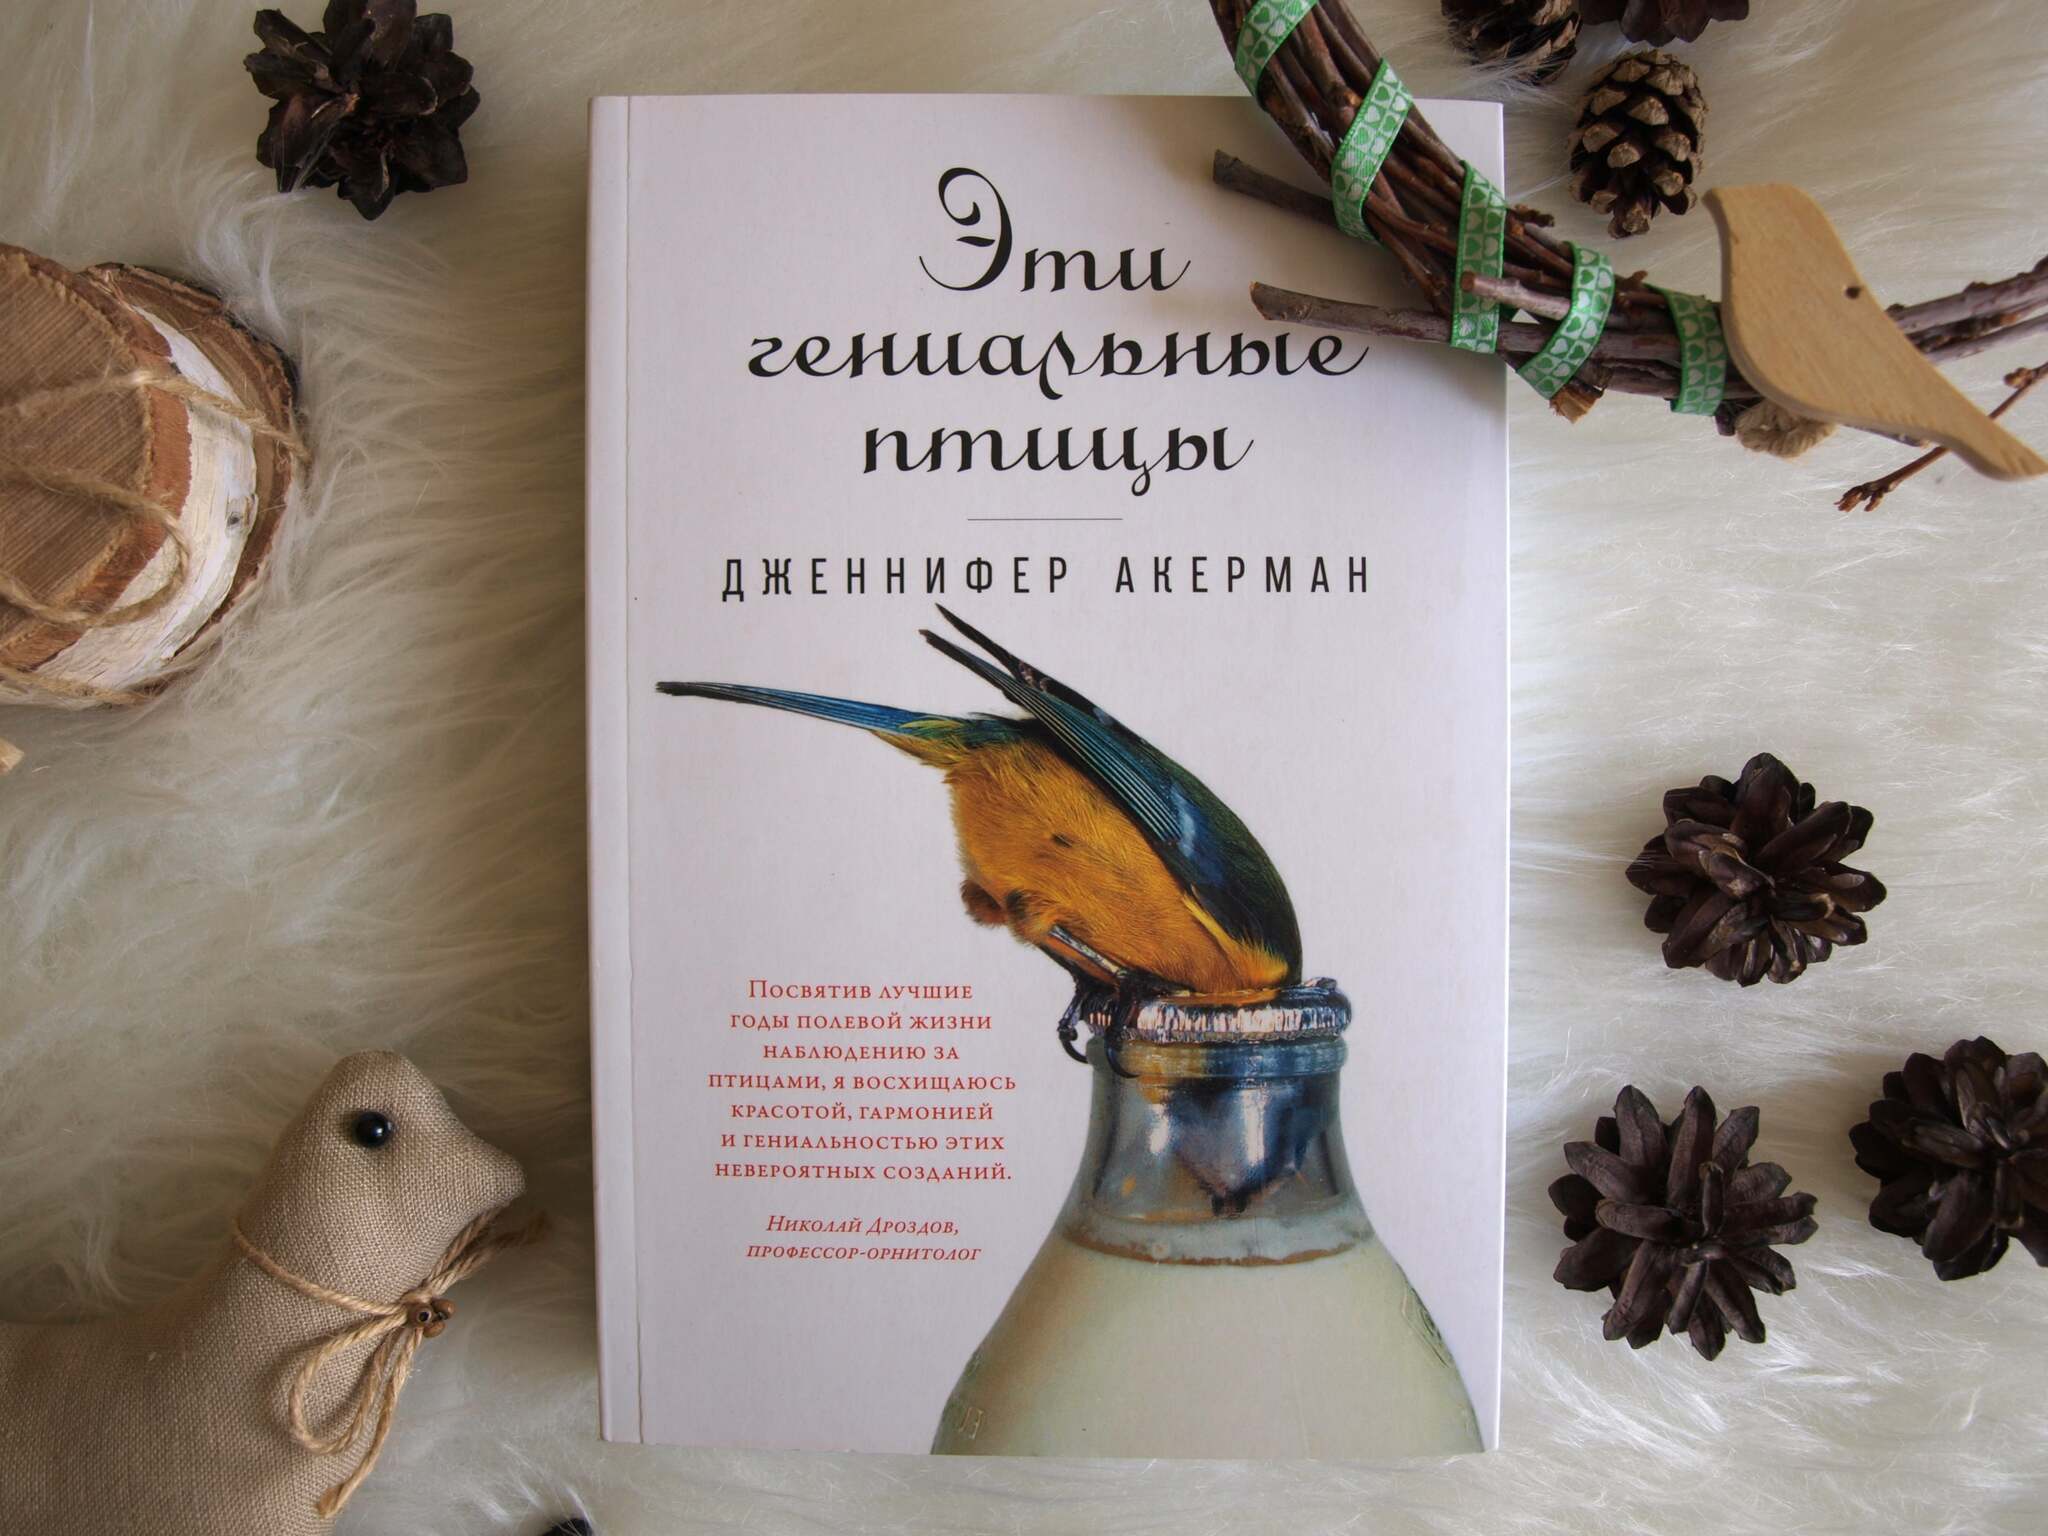 Эти
гениальные
птицы
ДЖЕННИФЕР АКЕРМАН
Посвятив лучшие
годы полевой жизни
наблюдению за
птицами, я восхищаюсь
красотой, гармонией
и гениальностью этих
невероятных созданий.
Николай Дроздов,
профессор-орнитолог